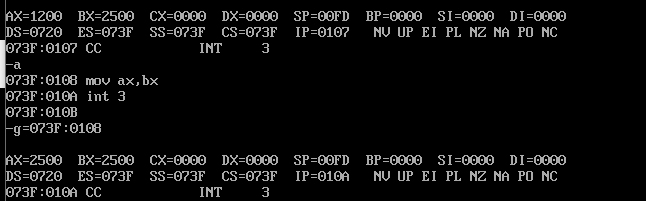 AX=1200  BX=2500  CX=0000  DX=0000  SP=00FD  BP=0000  SI=0000  DI=0000
DS=0720  ES=073F  SS=073F  CS=073F  IP=0107   NV UP EI PL NZ NA PO NC
073F:0107 CC            INT     3
-a
073F:0108 mov ax,bx
073F:010A int 3
073F:010B
-g=073F:0108
AX=2500  BX=2500  CX=0000  DX=0000  SP=00FD  BP=0000  SI=0000  DI=0000
DS=0720  ES=073F  SS=073F  CS=073F  IP=010A   NV UP EI PL NZ NA PO NC
073F:010A CC            INT     3